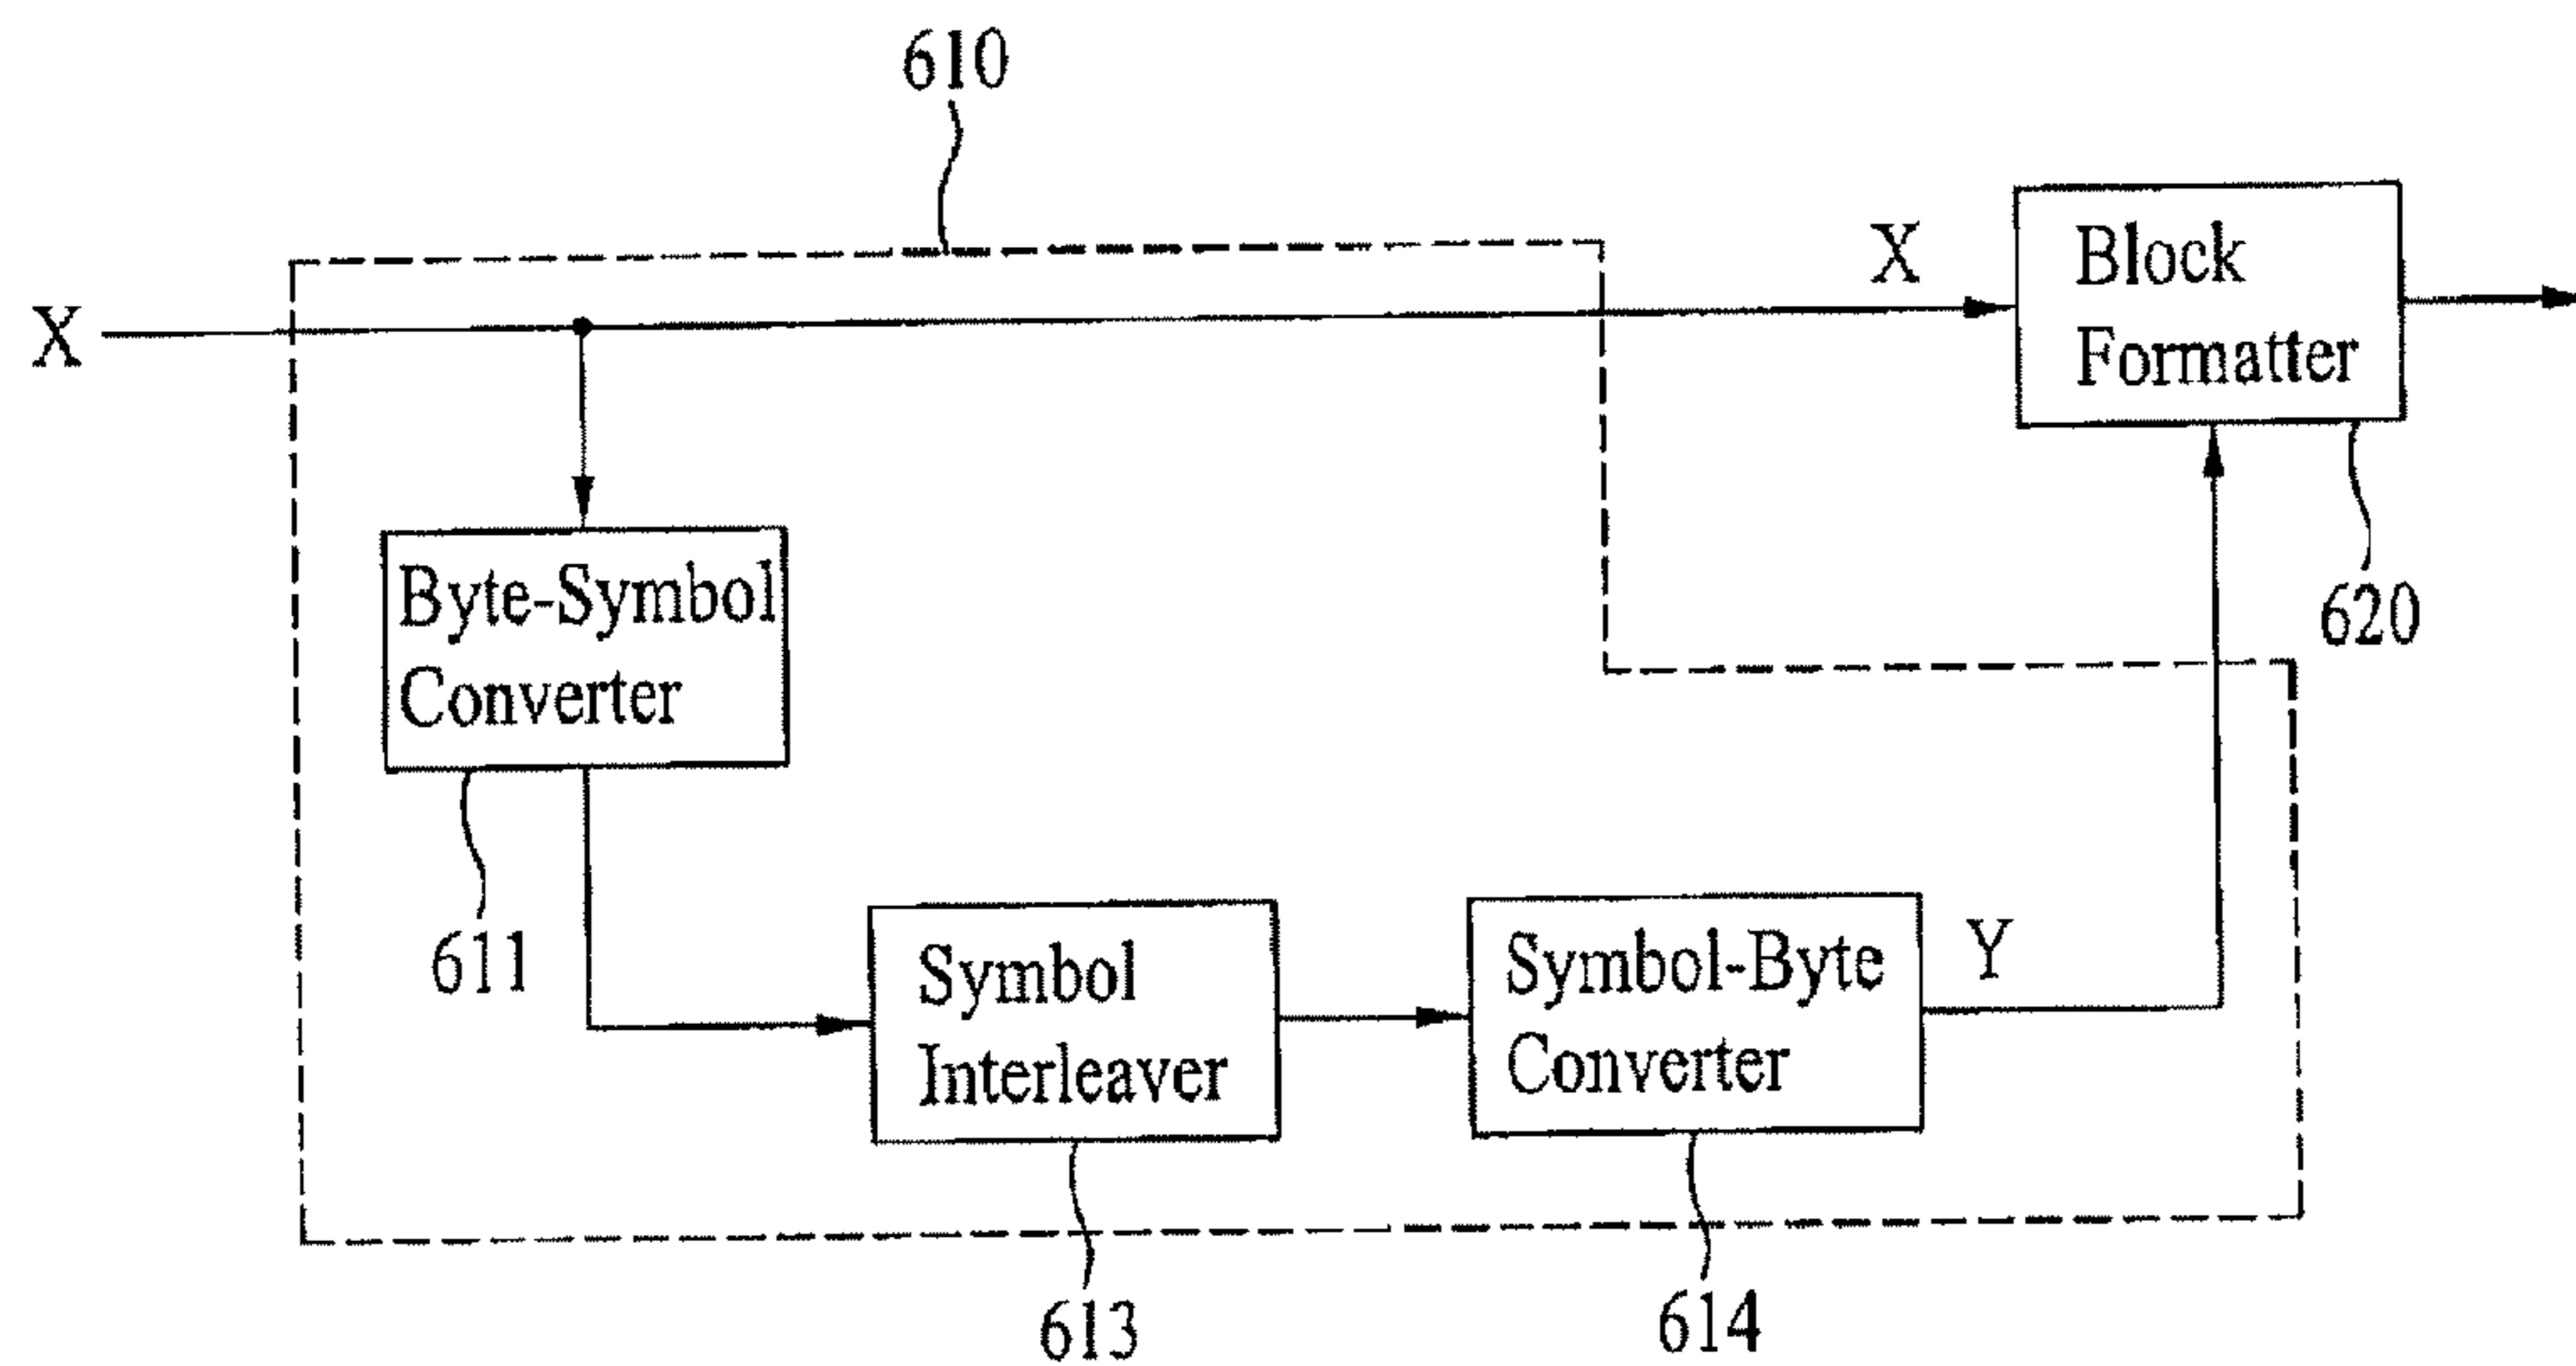 610
X
X
Block
Formatter
620
Byte-Symbol
Converter
611
Symbol
Interleaver
613
Symbol-Byte
Converter
614
Y